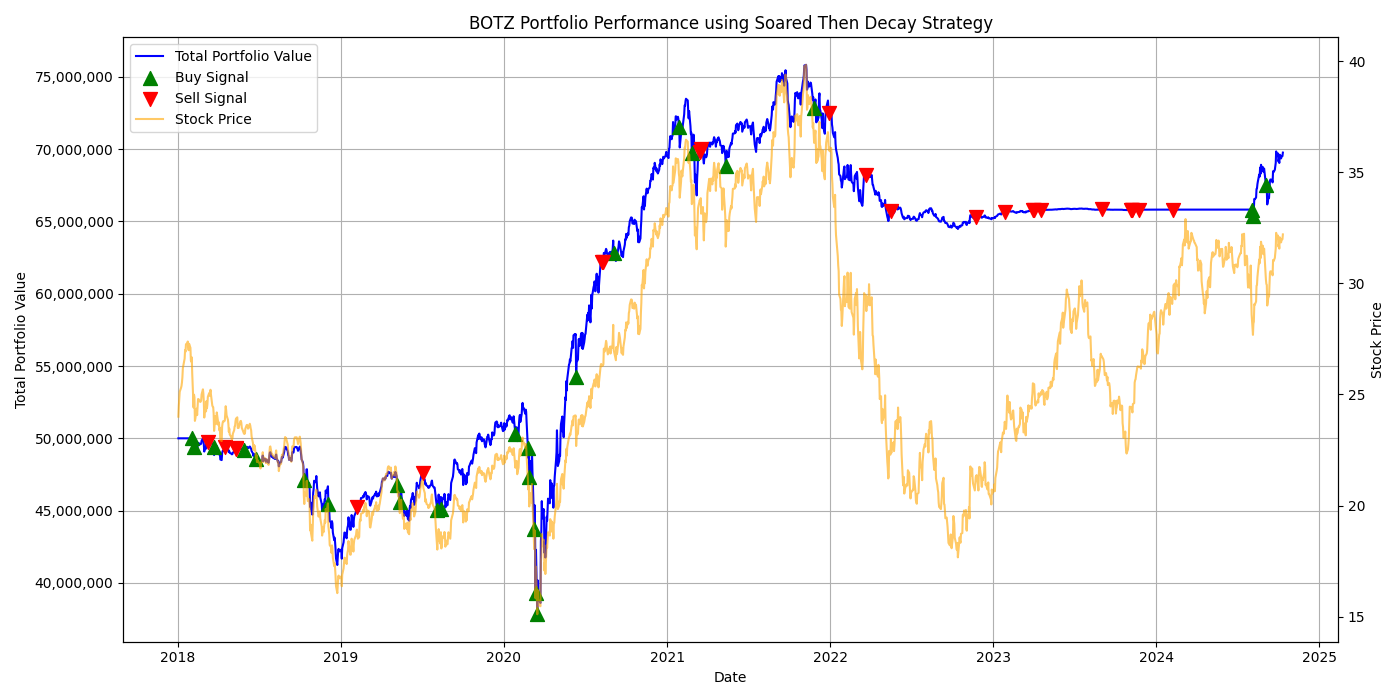 BOTZ Portfolio Performance using Soared Then Decay Strategy
Total Portfolio Value
Buy Signal
Sell Signal
Stock Price
75,000,000
70,000,000
65,000,000
60,000,000
55,000,000
50,000,000
45,000,000
40,000,000
Total Portfolio Value
40
35
30
25
20
15
Stock Price
2018
2019
2020
2021
2022
2023
2024
2025
Date